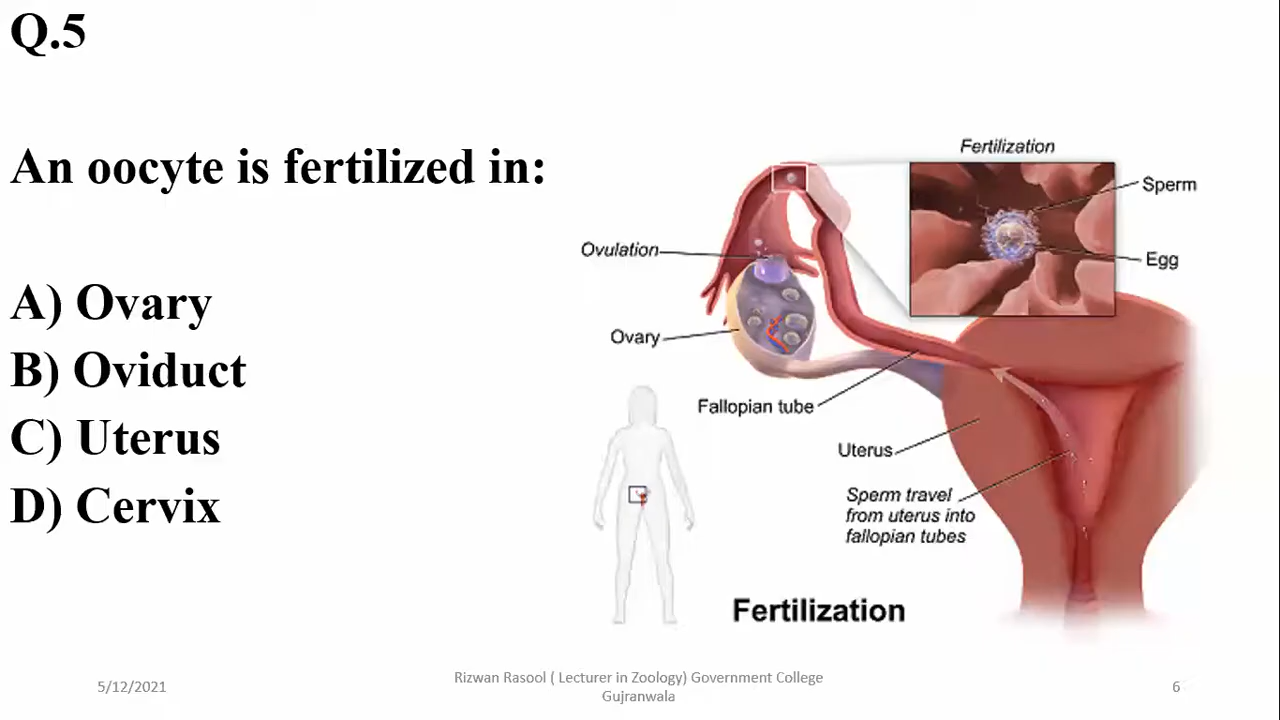 Q.5
An oocyte is fertilized in:
A) Ovary
B) Oviduct
C) Uterus
D) Cervix
Fertilization
Sperm
Egg
Ovulation
Ovary
Fallopian tube
Uterus
Sperm travel
from uterus into
fallopian tubes
Fertilization
5/12/2021
Rizwan Rasool ( Lecturer in Zoology) Government College
Gujranwala
6